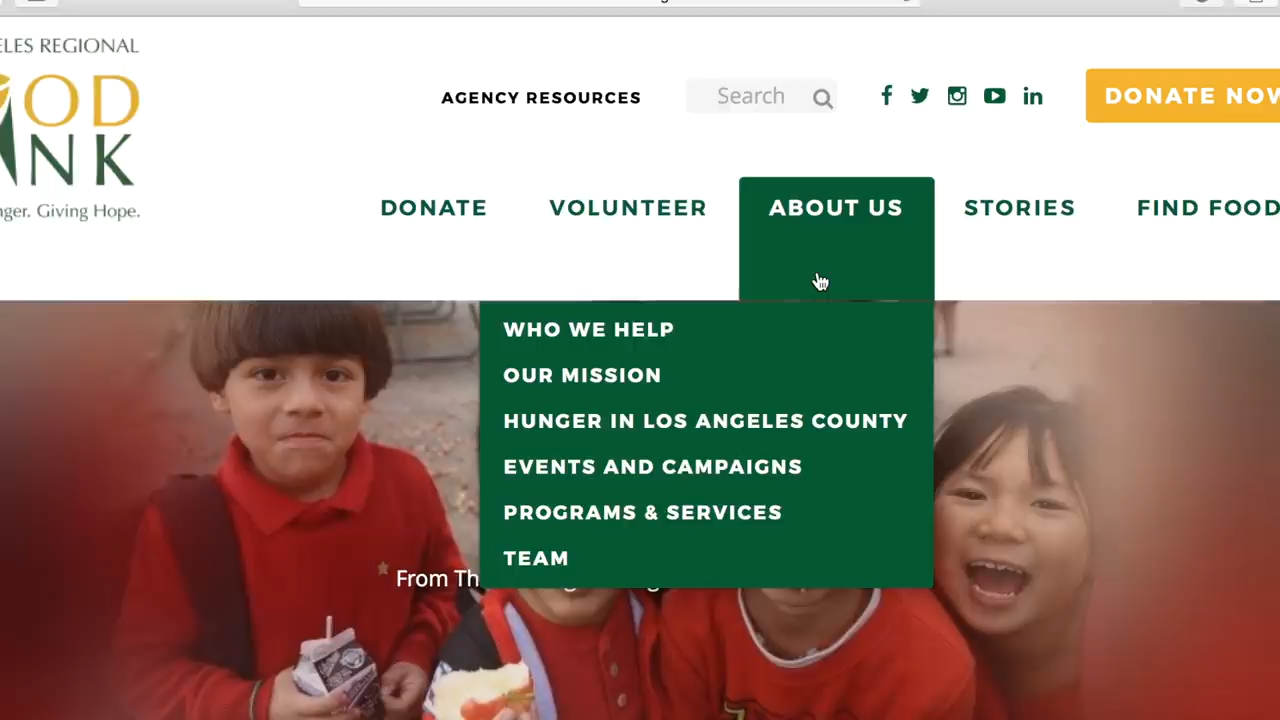 ELES REGIONAL
OOD
NK
nger. Giving Hope.
AGENCY RESOURCES
Search
DONATE NOW
DONATE
VOLUNTEER
ABOUT US
STORIES
FIND FOOD
WHO WE HELP
OUR MISSION
HUNGER IN LOS ANGELES COUNTY
EVENTS AND CAMPAIGNS
PROGRAMS & SERVICES
TEAM
From Th